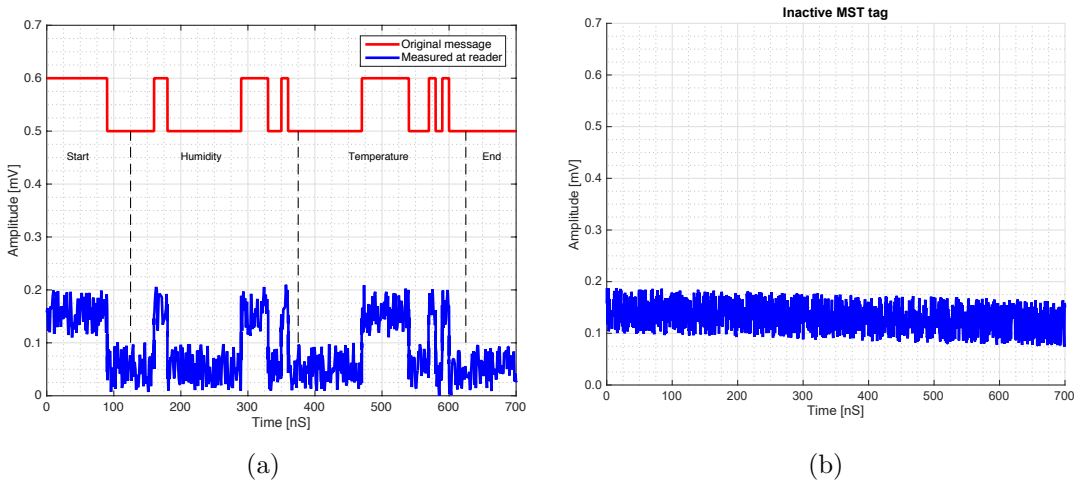 0.7
0.6
0.5
0.4
0.3
0.2
0.1
0
Amplitude [mV]
Original message
Measured at reader
Start
Humidity
Temperature
End
0
100
200
300
400
500
600
700
Time [nS]
(a)
Inactive MST tag
0.7
0.6
0.5
0.4
0.3
0.2
0.1
0.0
Amplitude [mV]
0
100
200
300
400
500
600
700
Time [nS]
(b)